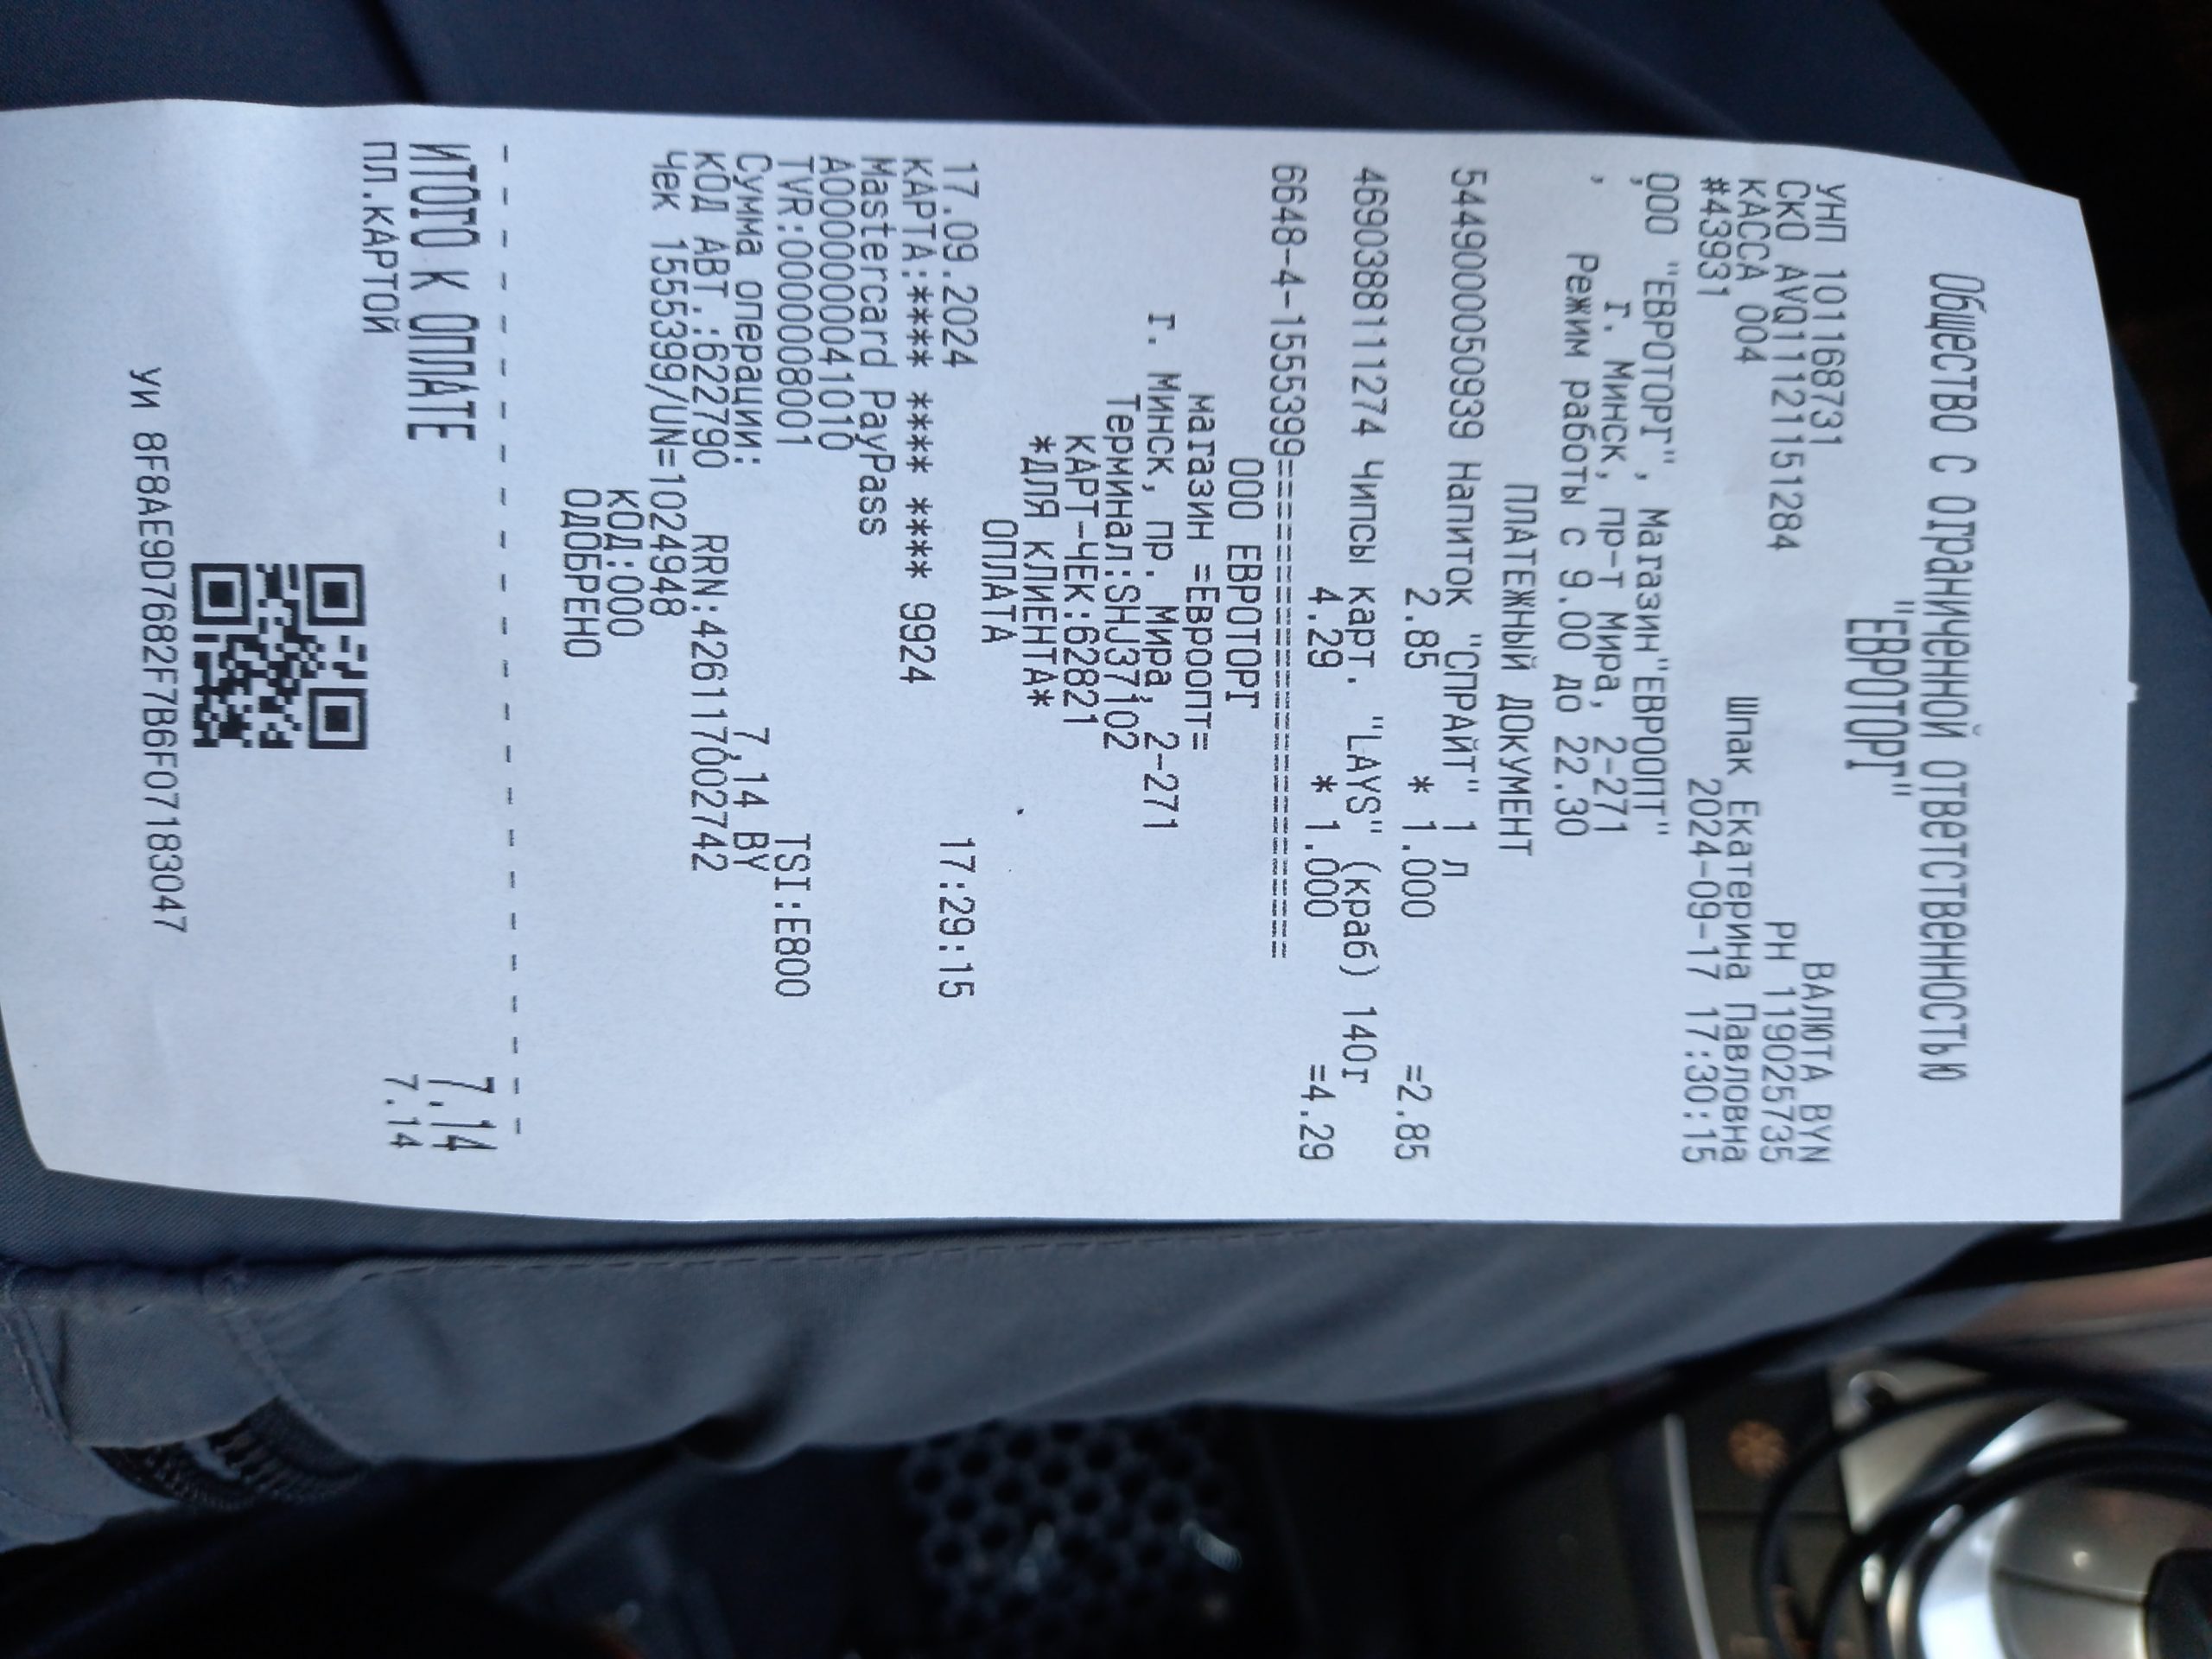 Общество с ограниченной ответственностью
"ЕВРОТОРГ"
УНП 101168731 ВАЛЮТА BYN
СКО AVQ111211151284 РН 119025735
КАССА 004 Шпак Екатерина Павловна
#43931 2024-09-17 17:30:15
ООО "ЕВРОТОРГ", Магазин"ЕВРООПТ"
, г. Минск, пр-т Мира, 2-271
, Режим работы с 9.00 до 22.30
ПЛАТЕЖНЫЙ ДОКУМЕНТ
5449000050939 Напиток "СПРАЙТ" 1 л
2.85 * 1.000 =2.85
4690388111274 Чипсы карт. "LAYS" (краб) 140г
4.29 * 1.000 =4.29
6648-4-155399========================
ООО ЕВРОТОРГ
магазин =Евроопт=
г. Минск, пр. Мира, 2-271
Терминал:SHJ37102
КАРТ-ЧЕК:62821
*ДЛЯ КЛИЕНТА*
ОПЛАТА
17.09.2024 17:29:15
КАРТА:**** **** **** 9924
Mastercard PayPass
A0000000041010
TVR:0000008001 TSI:E800
Сумма операции: 7,14 BY
КОД АВТ.:622790 RRN:426117002742
Чек 155399/UN=1024948
КОД:000
ОДОБРЕНО
- - - - - - - - - - - - - - - - - - - - - -
ИТОГО К ОПЛАТЕ 7.14
ПЛ.КАРТОЙ 7.14
УИ 8F8AE9D7682F7B6F07183047